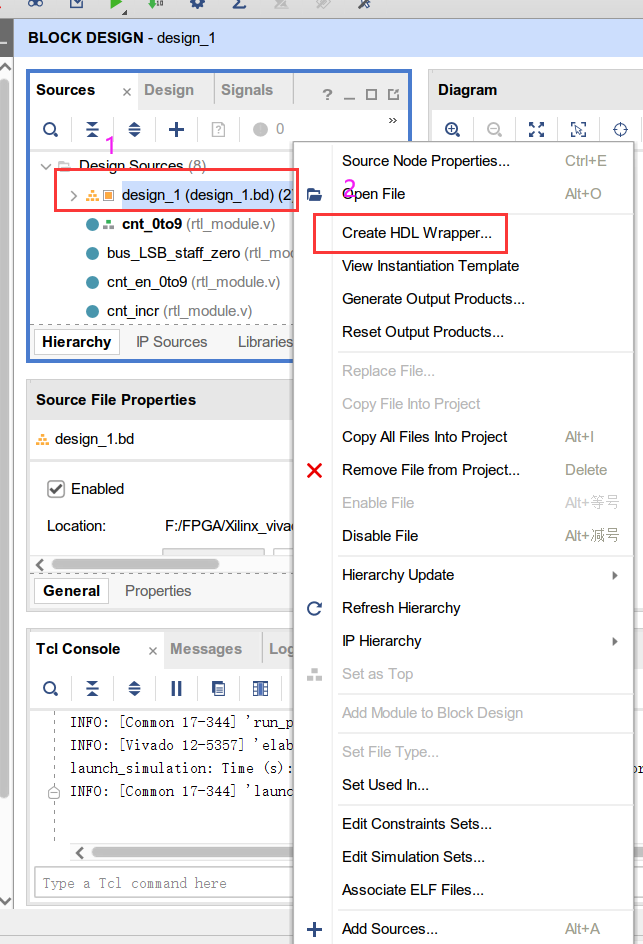 BLOCK DESIGN - design_1
Sources × Design Signals
Diagram
0
1
Design Sources (8)
design_1 (design_1.bd) (2)
cnt_0to9 (rtl_module.v)
bus_LSB_staff_zero (rtl_mod
cnt_en_0to9 (rtl_module.v)
cnt_incr (rtl_module.v)
Hierarchy IP Sources Libraries
Source File Properties
design_1.bd
Enabled
Location: F:/FPGA/Xilinx_vivad
General Properties
Tcl Console × Messages Log
INFO: [Common 17-344] 'run_p
INFO: [Vivado 12-5357] 'elab
launch_simulation: Time (s):
INFO: [Common 17-344] 'launc
Type a Tcl command here
Source Node Properties... Ctrl+E
2
Open File Alt+O
Create HDL Wrapper...
View Instantiation Template
Generate Output Products...
Reset Output Products...
Replace File...
Copy File Into Project
Copy All Files Into Project Alt+I
Remove File from Project... Delete
Enable File Alt+等号
Disable File Alt+减号
Hierarchy Update
Refresh Hierarchy
IP Hierarchy
Set as Top
Add Module to Block Design
Set File Type...
Set Used In...
Edit Constraints Sets...
Edit Simulation Sets...
Associate ELF Files...
Add Sources... Alt+A